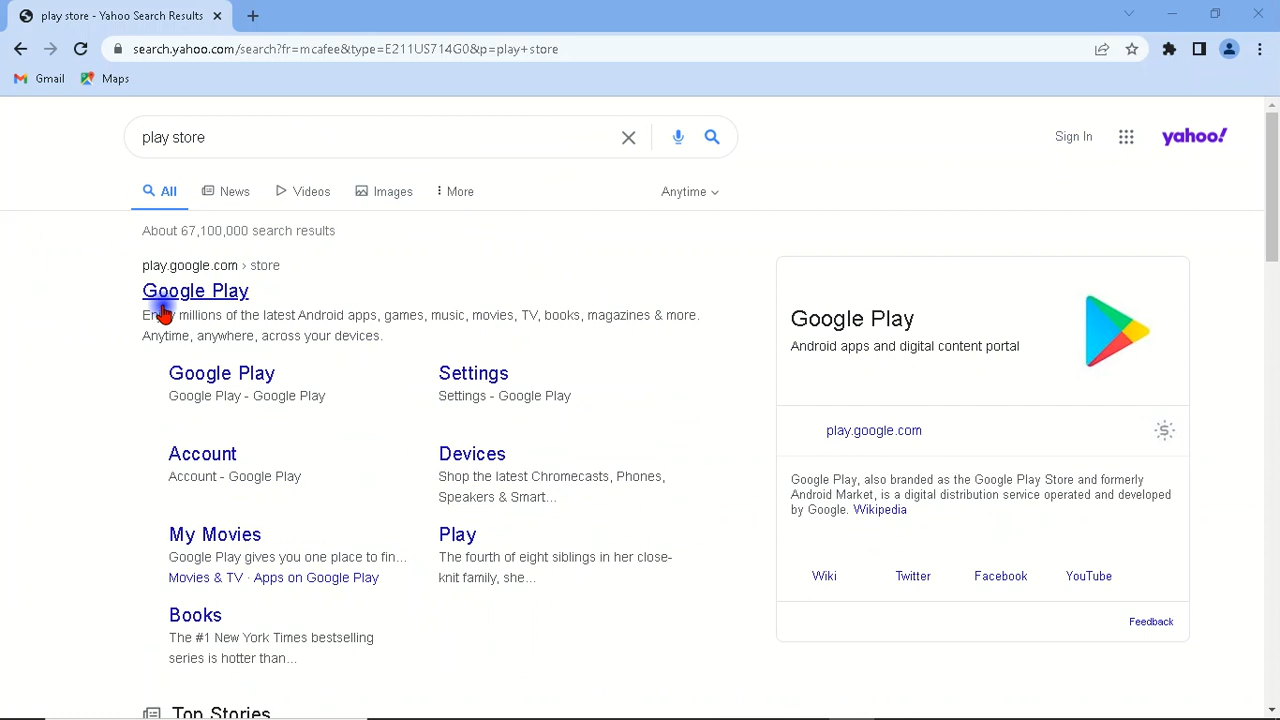 play store - Yahoo Search Results
search.yahoo.com/search?fr=mcafee&type=E211US714G0&p=play+store
Gmail Maps
play store
Sign In
yahoo!
All News Videos Images More Anytime
About 67,100,000 search results
play.google.com › store
Google Play
millions of the latest Android apps, games, music, movies, TV, books, magazines & more.
Anytime, anywhere, across your devices.
Google Play
Google Play - Google Play
Settings
Settings - Google Play
Account
Account - Google Play
Devices
Shop the latest Chromecasts, Phones,
Speakers & Smart...
My Movies
Google Play gives you one place to fin...
Movies & TV · Apps on Google Play
Play
The fourth of eight siblings in her close-
knit family, she...
Books
The #1 New York Times bestselling
series is hotter than...
Top Stories
Google Play
Android apps and digital content portal
play.google.com
Google Play, also branded as the Google Play Store and formerly
Android Market, is a digital distribution service operated and developed
by Google. Wikipedia
Wiki Twitter Facebook YouTube
Feedback